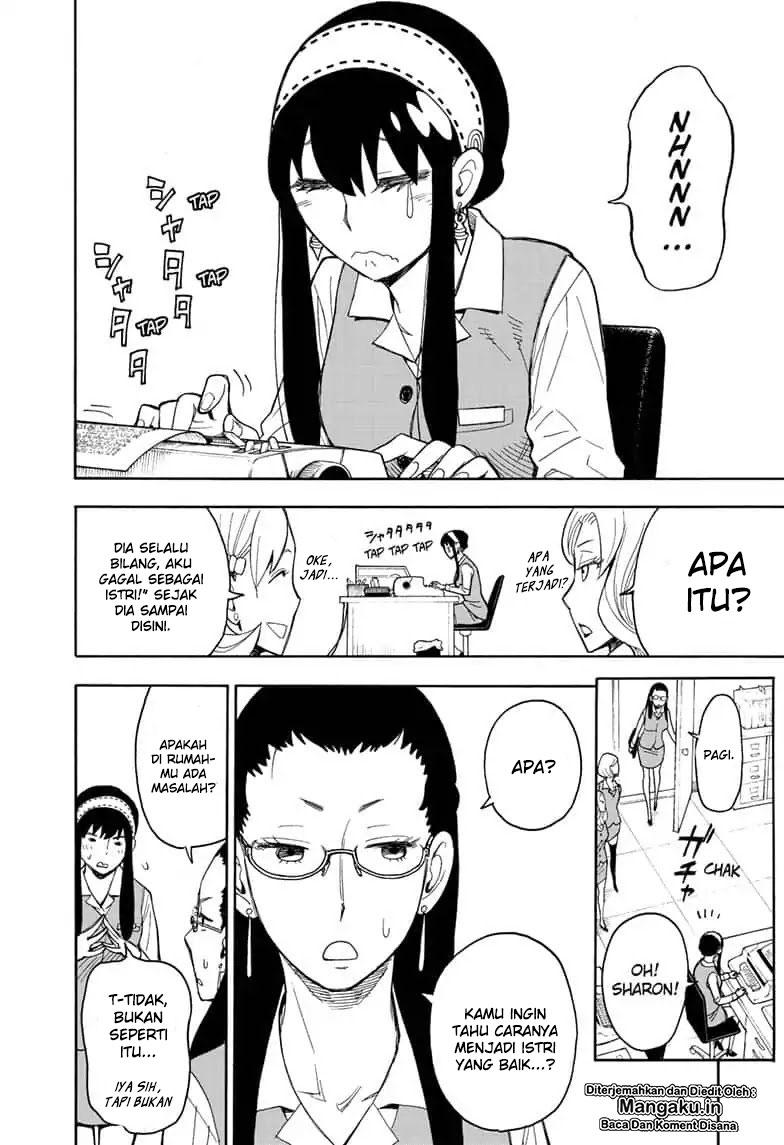 NHNNN...
シャタタ
TAP
TAP
TAP
シャタタ
APA
ITU?
APA
YANG
TERJADI?
シャタタタタ
TAP TAP TAP
OKE,
JADI...
DIA SELALU
BILANG, AKU
GAGAL SEBAGAI
ISTRI!" SEJAK
DIA SAMPAI
DISINI.
PAGI.
ガチャ
CHAK
OH!
SHARON!
APA?
KAMU INGIN
TAHU CARANYA
MENJADI ISTRI
YANG BAIK...?
APAKAH
DI RUMAH-
MU ADA
MASALAH?
T-TIDAK,
BUKAN
SEPERTI
ITU...
IYA SIH,
TAPI BUKAN
Diterjemahkan dan Diedit Oleh:
Mangaku.in
Baca Dan Koment Disana